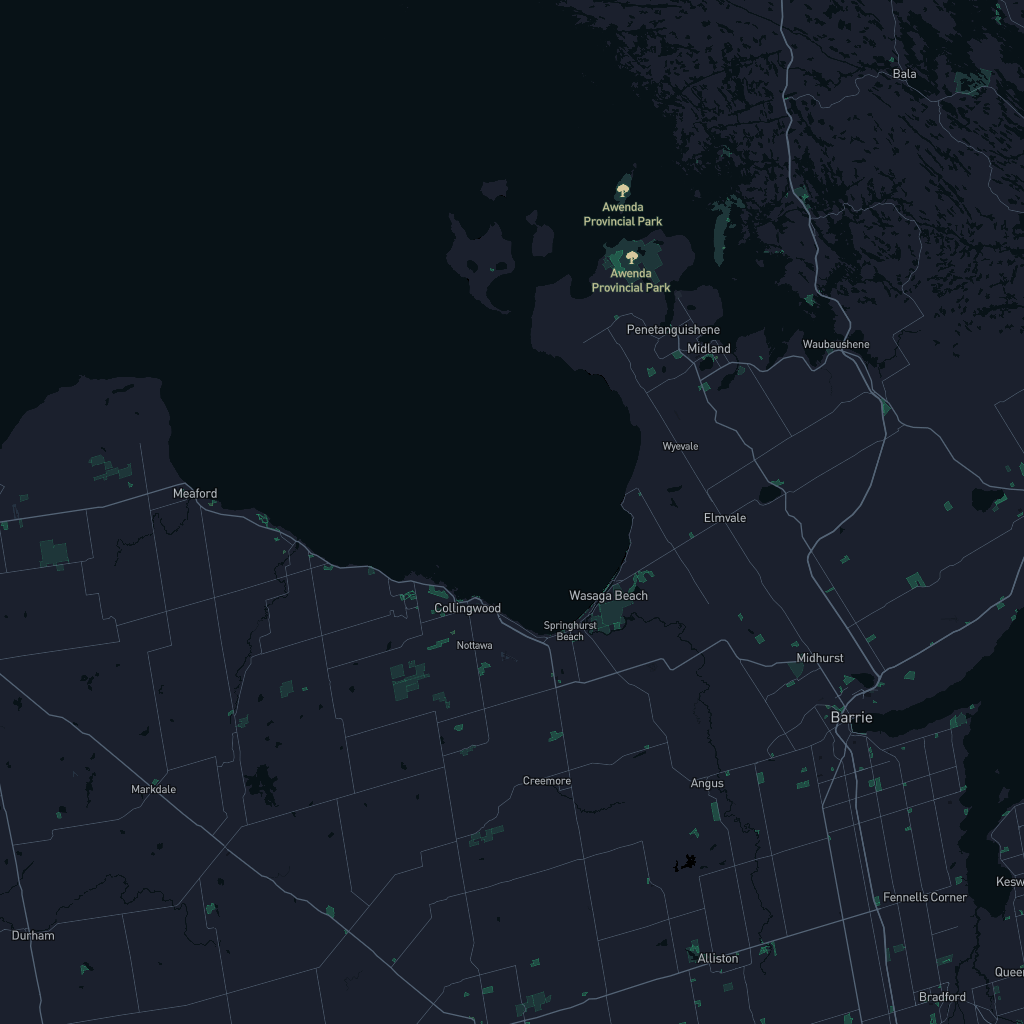 Bala
Awenda
Provincial Park
Awenda
Provincial Park
Penetanguishene
Midland
Waubaushene
Wyevale
Meaford
Elmvale
Wasaga Beach
Collingwood
Springhurst
Beach
Nottawa
Midhurst
Barrie
Creemore
Angus
Markdale
Kesw
Fennells Corner
Durham
Alliston
Queen
Bradford